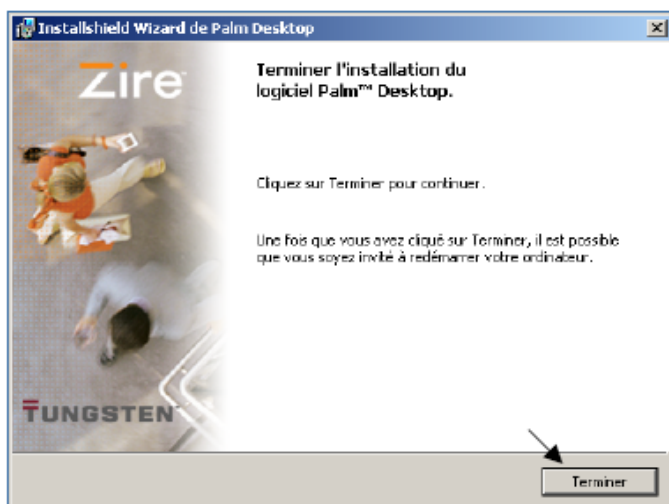 Installshield Wizard de Palm Desktop
Zire
Terminer l'installation du
logiciel Palm™ Desktop.
Cliquez sur Terminer pour continuer.
Une fois que vous avez cliqué sur Terminer, il est possible
que vous soyez invité à redémarrer votre ordinateur.
TUNGSTEN
Terminer